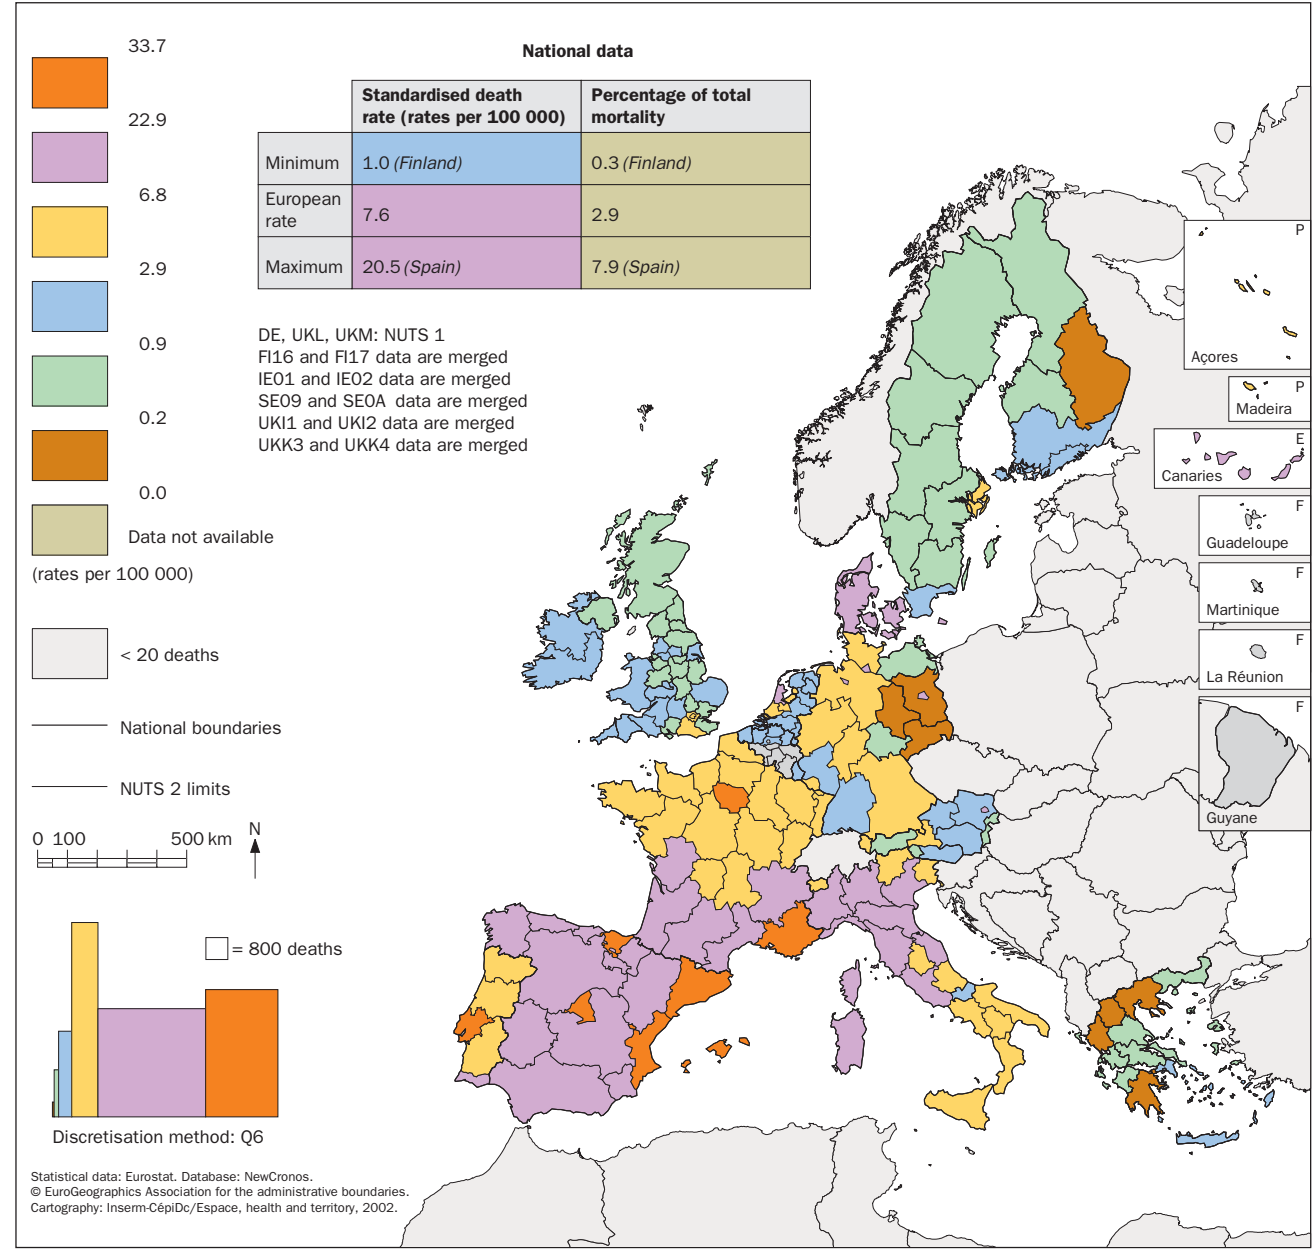 33.7
22.9
6.8
2.9
0.9
0.2
0.0
Data not available
(rates per 100 000)
< 20 deaths
National boundaries
NUTS 2 limits
0 100 500 km N
= 800 deaths
Discretisation method: Q6
Statistical data: Eurostat. Database: NewCronos.
© EuroGeographics Association for the administrative boundaries.
Cartography: Inserm-CépiDc/Espace, health and territory, 2002.
National data
Standardised death
rate (rates per 100 000)
Percentage of total
mortality
Minimum 1.0 (Finland) 0.3 (Finland)
European
rate
7.6 2.9
Maximum 20.5 (Spain) 7.9 (Spain)
DE, UKL, UKM: NUTS 1
FI16 and FI17 data are merged
IE01 and IE02 data are merged
SE09 and SE0A data are merged
UKI1 and UKI2 data are merged
UKK3 and UKK4 data are merged
P
Açores
P
Madeira
E
Canaries
F
Guadeloupe
F
Martinique
F
La Réunion
F
Guyane